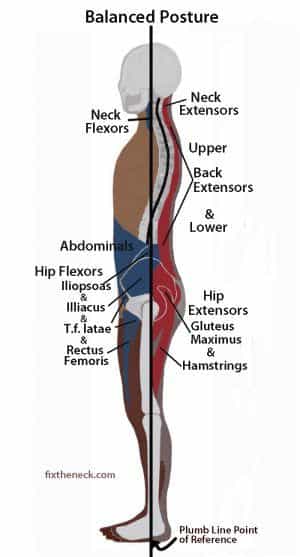 Balanced Posture
Neck
Flexors
Neck
Extensors
Upper
Back
Extensors
&
Lower
Abdominals
Hip Flexors
Iliopsoas
&
Illiacus
&
T.f. latae
&
Rectus
Femoris
Hip
Extensors
Gluteus
Maximus
&
Hamstrings
fixtheneck.com
Plumb Line Point
of Reference